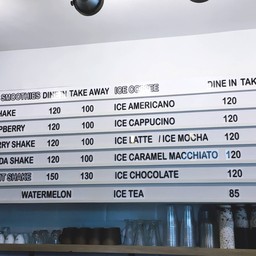 SMOOTHIES DINE IN TAKE AWAY ICE COFFEE DINE IN TAK
HAKE 120 100 ICE AMERICANO 120
PBERRY 120 100 ICE CAPPUCINO 120
RRY SHAKE 120 100 ICE LATTE / ICE MOCHA 120
DA SHAKE 120 100 ICE CARAMEL MACCHIATO 120
T SHAKE 150 130 ICE CHOCOLATE 120
WATERMELON ICE TEA 85